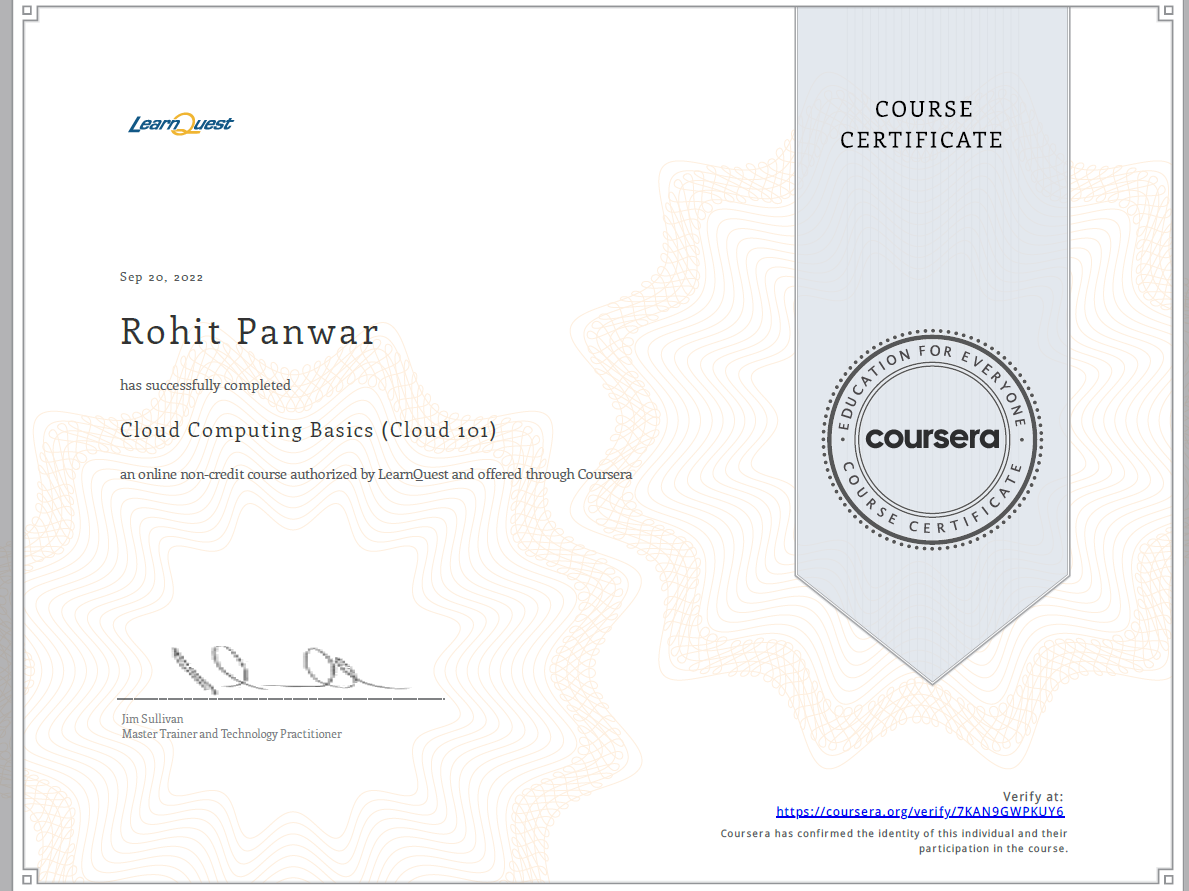 LearnQuest
COURSE
CERTIFICATE
Sep 20, 2022
Rohit Panwar
has successfully completed
Cloud Computing Basics (Cloud 101)
an online non-credit course authorized by LearnQuest and offered through Coursera
EDUCATION FOR EVERYONE
coursera
COURSE CERTIFICATE
Jim Sullivan
Master Trainer and Technology Practitioner
Verify at:
https://coursera.org/verify/7KAN9GWPKUY6
Coursera has confirmed the identity of this individual and their
participation in the course.